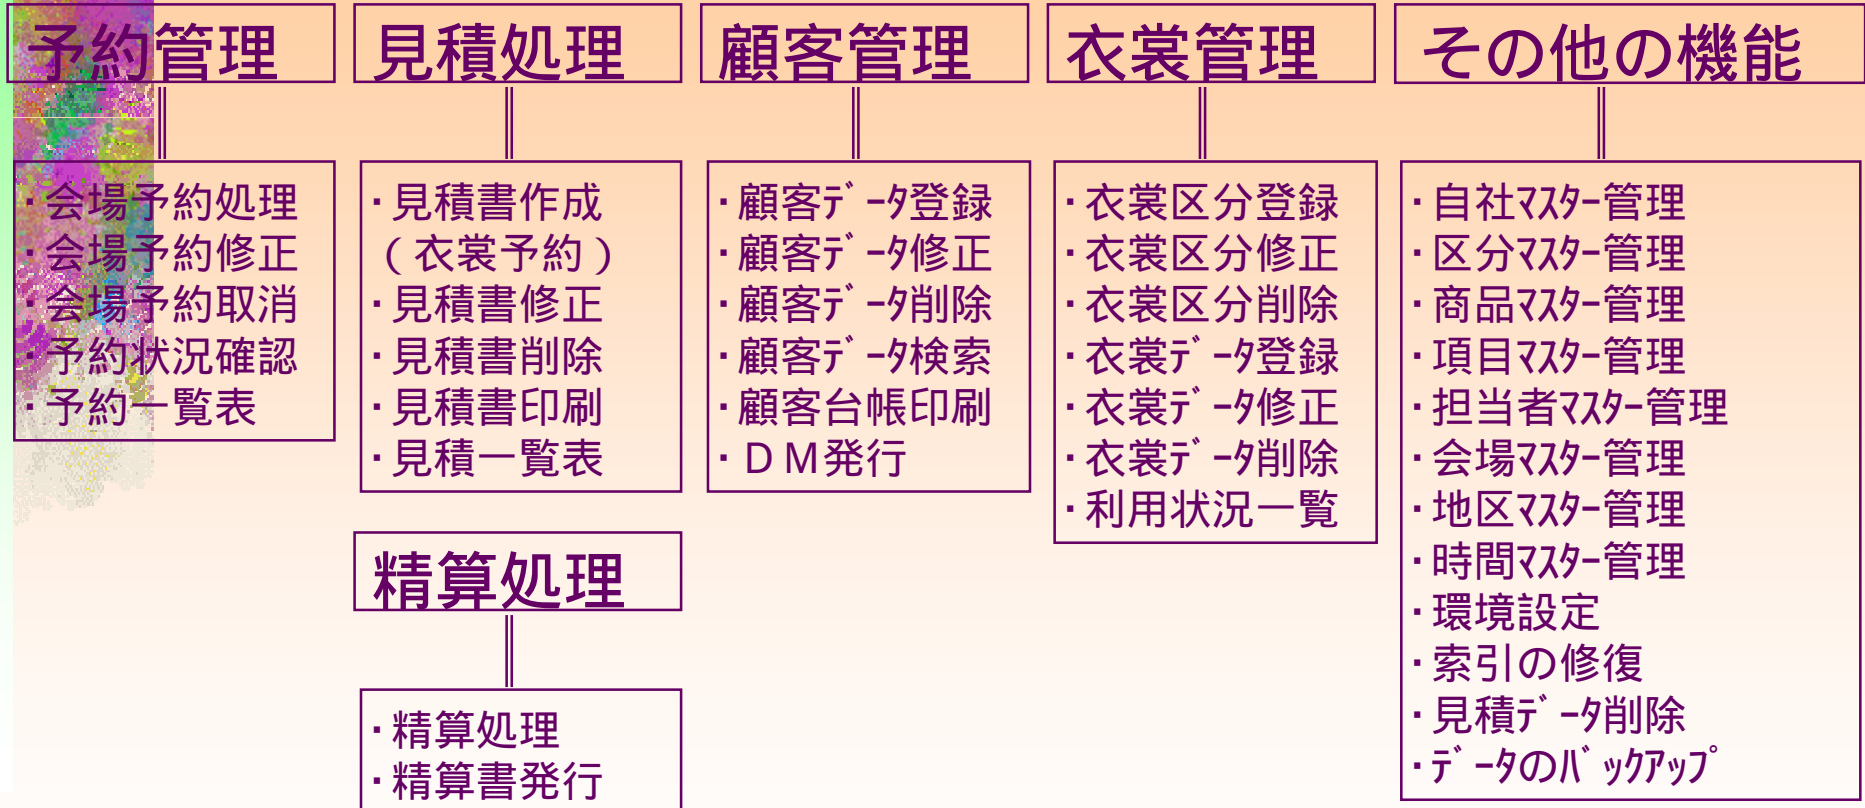 予約管理
・会場予約処理
・会場予約修正
・会場予約取消
・予約状況確認
・予約一覧表
見積処理
・見積書作成
（衣裳予約）
・見積書修正
・見積書削除
・見積書印刷
・見積一覧表
精算処理
・精算処理
・精算書発行
顧客管理
・顧客ﾃﾞｰﾀ登録
・顧客ﾃﾞｰﾀ修正
・顧客ﾃﾞｰﾀ削除
・顧客ﾃﾞｰﾀ検索
・顧客台帳印刷
・ＤＭ発行
衣裳管理
・衣裳区分登録
・衣裳区分修正
・衣裳区分削除
・衣裳ﾃﾞｰﾀ登録
・衣裳ﾃﾞｰﾀ修正
・衣裳ﾃﾞｰﾀ削除
・利用状況一覧
その他の機能
・自社ﾏｽﾀｰ管理
・区分ﾏｽﾀｰ管理
・商品ﾏｽﾀｰ管理
・項目ﾏｽﾀｰ管理
・担当者ﾏｽﾀｰ管理
・会場ﾏｽﾀｰ管理
・地区ﾏｽﾀｰ管理
・時間ﾏｽﾀｰ管理
・環境設定
・索引の修復
・見積ﾃﾞｰﾀ削除
・ﾃﾞｰﾀのﾊﾞｯｸｱｯﾌﾟ